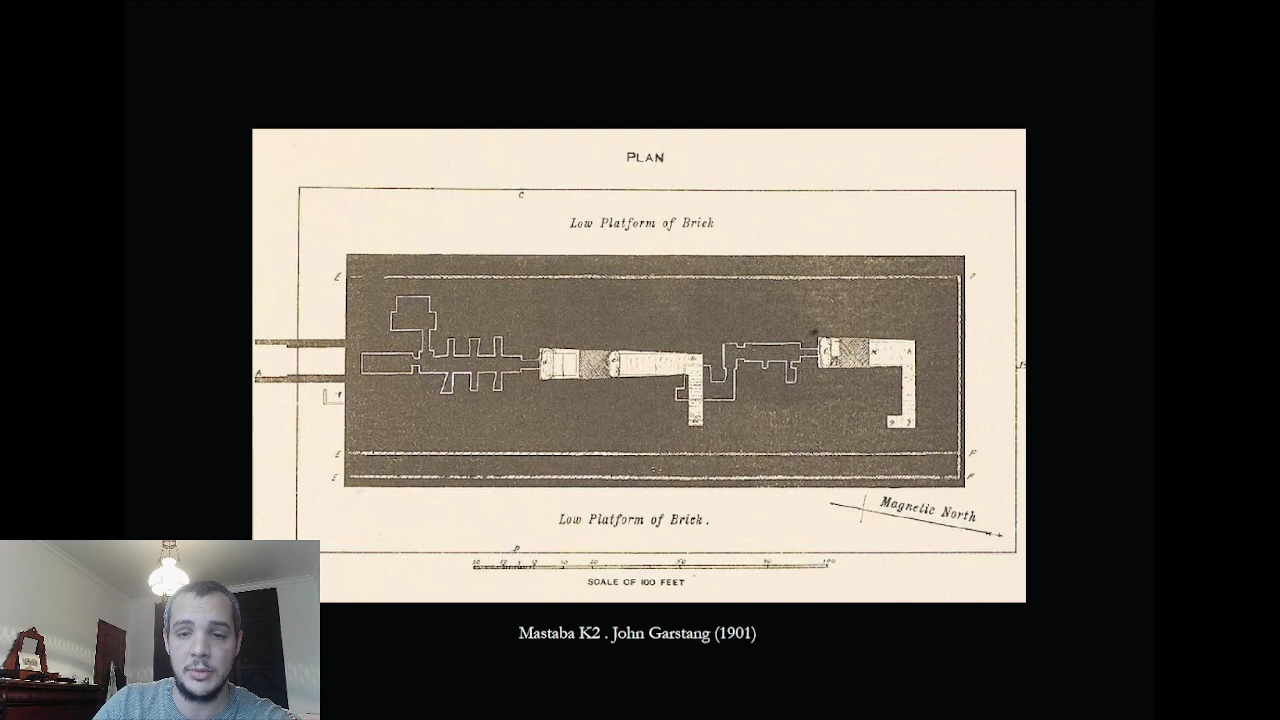 PLAN
C
Low Platform of Brick
E
F
A
E
F
E
F
Magnetic North
Low Platform of Brick.
D
SCALE OF 100 FEET
Mastaba K2 . John Garstang (1901)